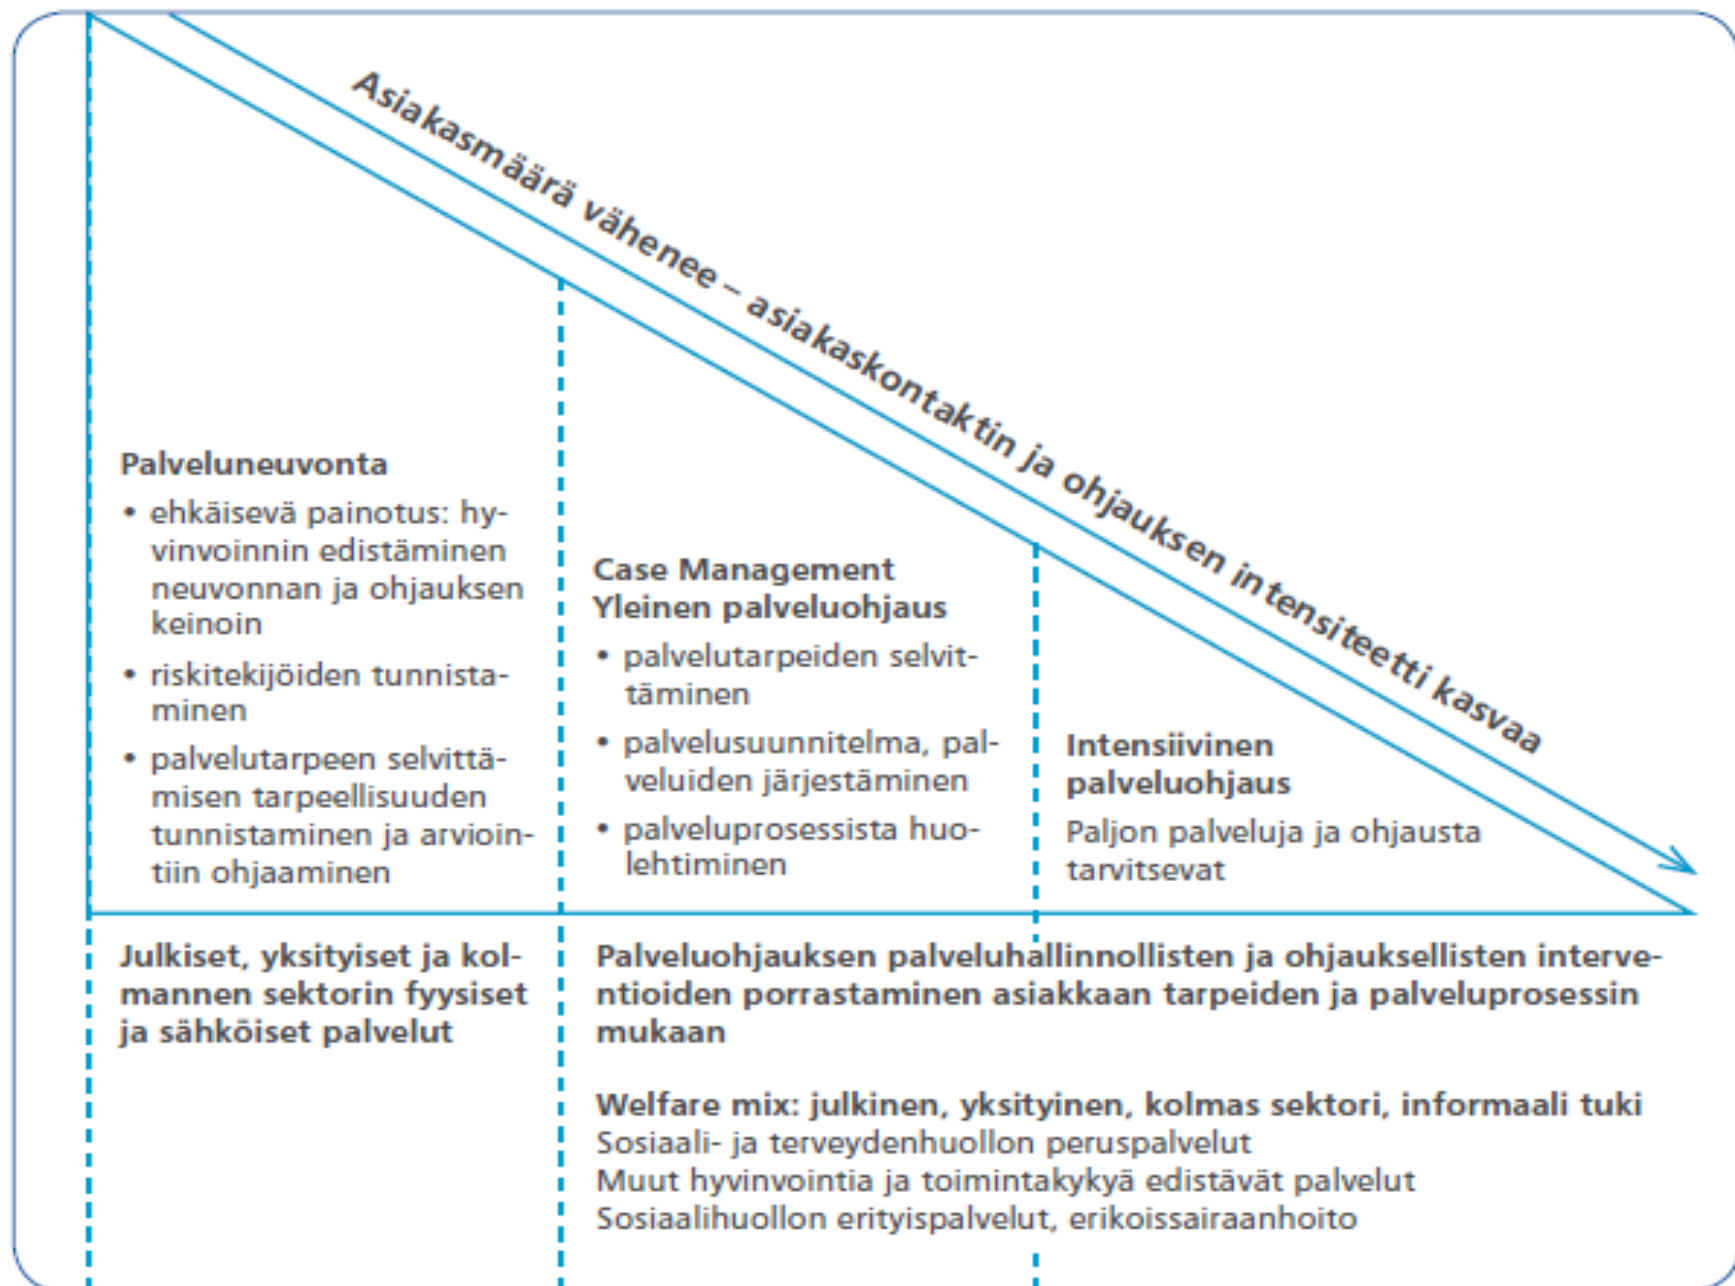 Asiakasmäärä vähenee – asiakaskontaktin ja ohjauksen intensiteetti kasvaa
Palveluneuvonta
• ehkäisevä painotus: hy-
vinvoinnin edistäminen
neuvonnan ja ohjauksen
keinoin
• riskitekijöiden tunnista-
minen
• palvelutarpeen selvittä-
misen tarpeellisuuden
tunnistaminen ja arvioin-
tiin ohjaaminen
Case Management
Yleinen palveluohjaus
• palvelutarpeiden selvit-
täminen
• palvelusuunnitelma, pal-
veluiden järjestäminen
• palveluprosessista huo-
lehtiminen
Intensiivinen
palveluohjaus
Paljon palveluja ja ohjausta
tarvitsevat
Julkiset, yksityiset ja kol-
mannen sektorin fyysiset
ja sähköiset palvelut
Palveluohjauksen palveluhallinnollisten ja ohjauksellisten interve-
ntioiden porrastaminen asiakkaan tarpeiden ja palveluprosessin
mukaan
Welfare mix: julkinen, yksityinen, kolmas sektori, informaali tuki
Sosiaali- ja terveydenhuollon peruspalvelut
Muut hyvinvointia ja toimintakykyä edistävät palvelut
Sosiaalihuollon erityispalvelut, erikoissairaanhoito